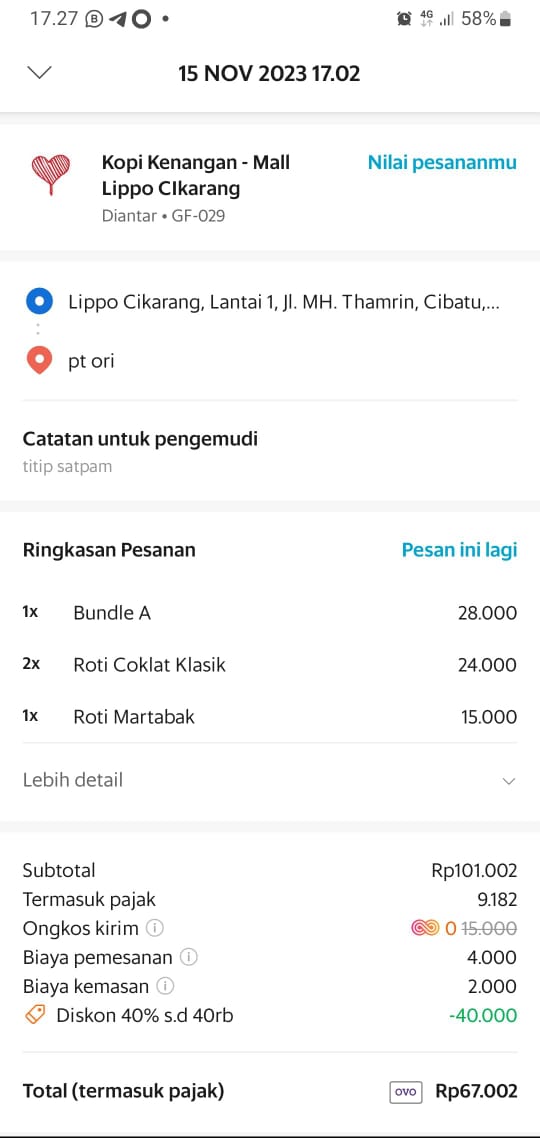 17.27 58%
4G
15 NOV 2023 17.02
Kopi Kenangan - Mall Nilai pesananmu
Lippo CIkarang
Diantar • GF-029
Lippo Cikarang, Lantai 1, Jl. MH. Thamrin, Cibatu,...
pt ori
Catatan untuk pengemudi
titip satpam
Ringkasan Pesanan Pesan ini lagi
1x Bundle A 28.000
2x Roti Coklat Klasik 24.000
1x Roti Martabak 15.000
Lebih detail
Subtotal Rp101.002
Termasuk pajak 9.182
Ongkos kirim 0 15.000
Biaya pemesanan 4.000
Biaya kemasan 2.000
Diskon 40% s.d 40rb -40.000
Total (termasuk pajak) OVO Rp67.002